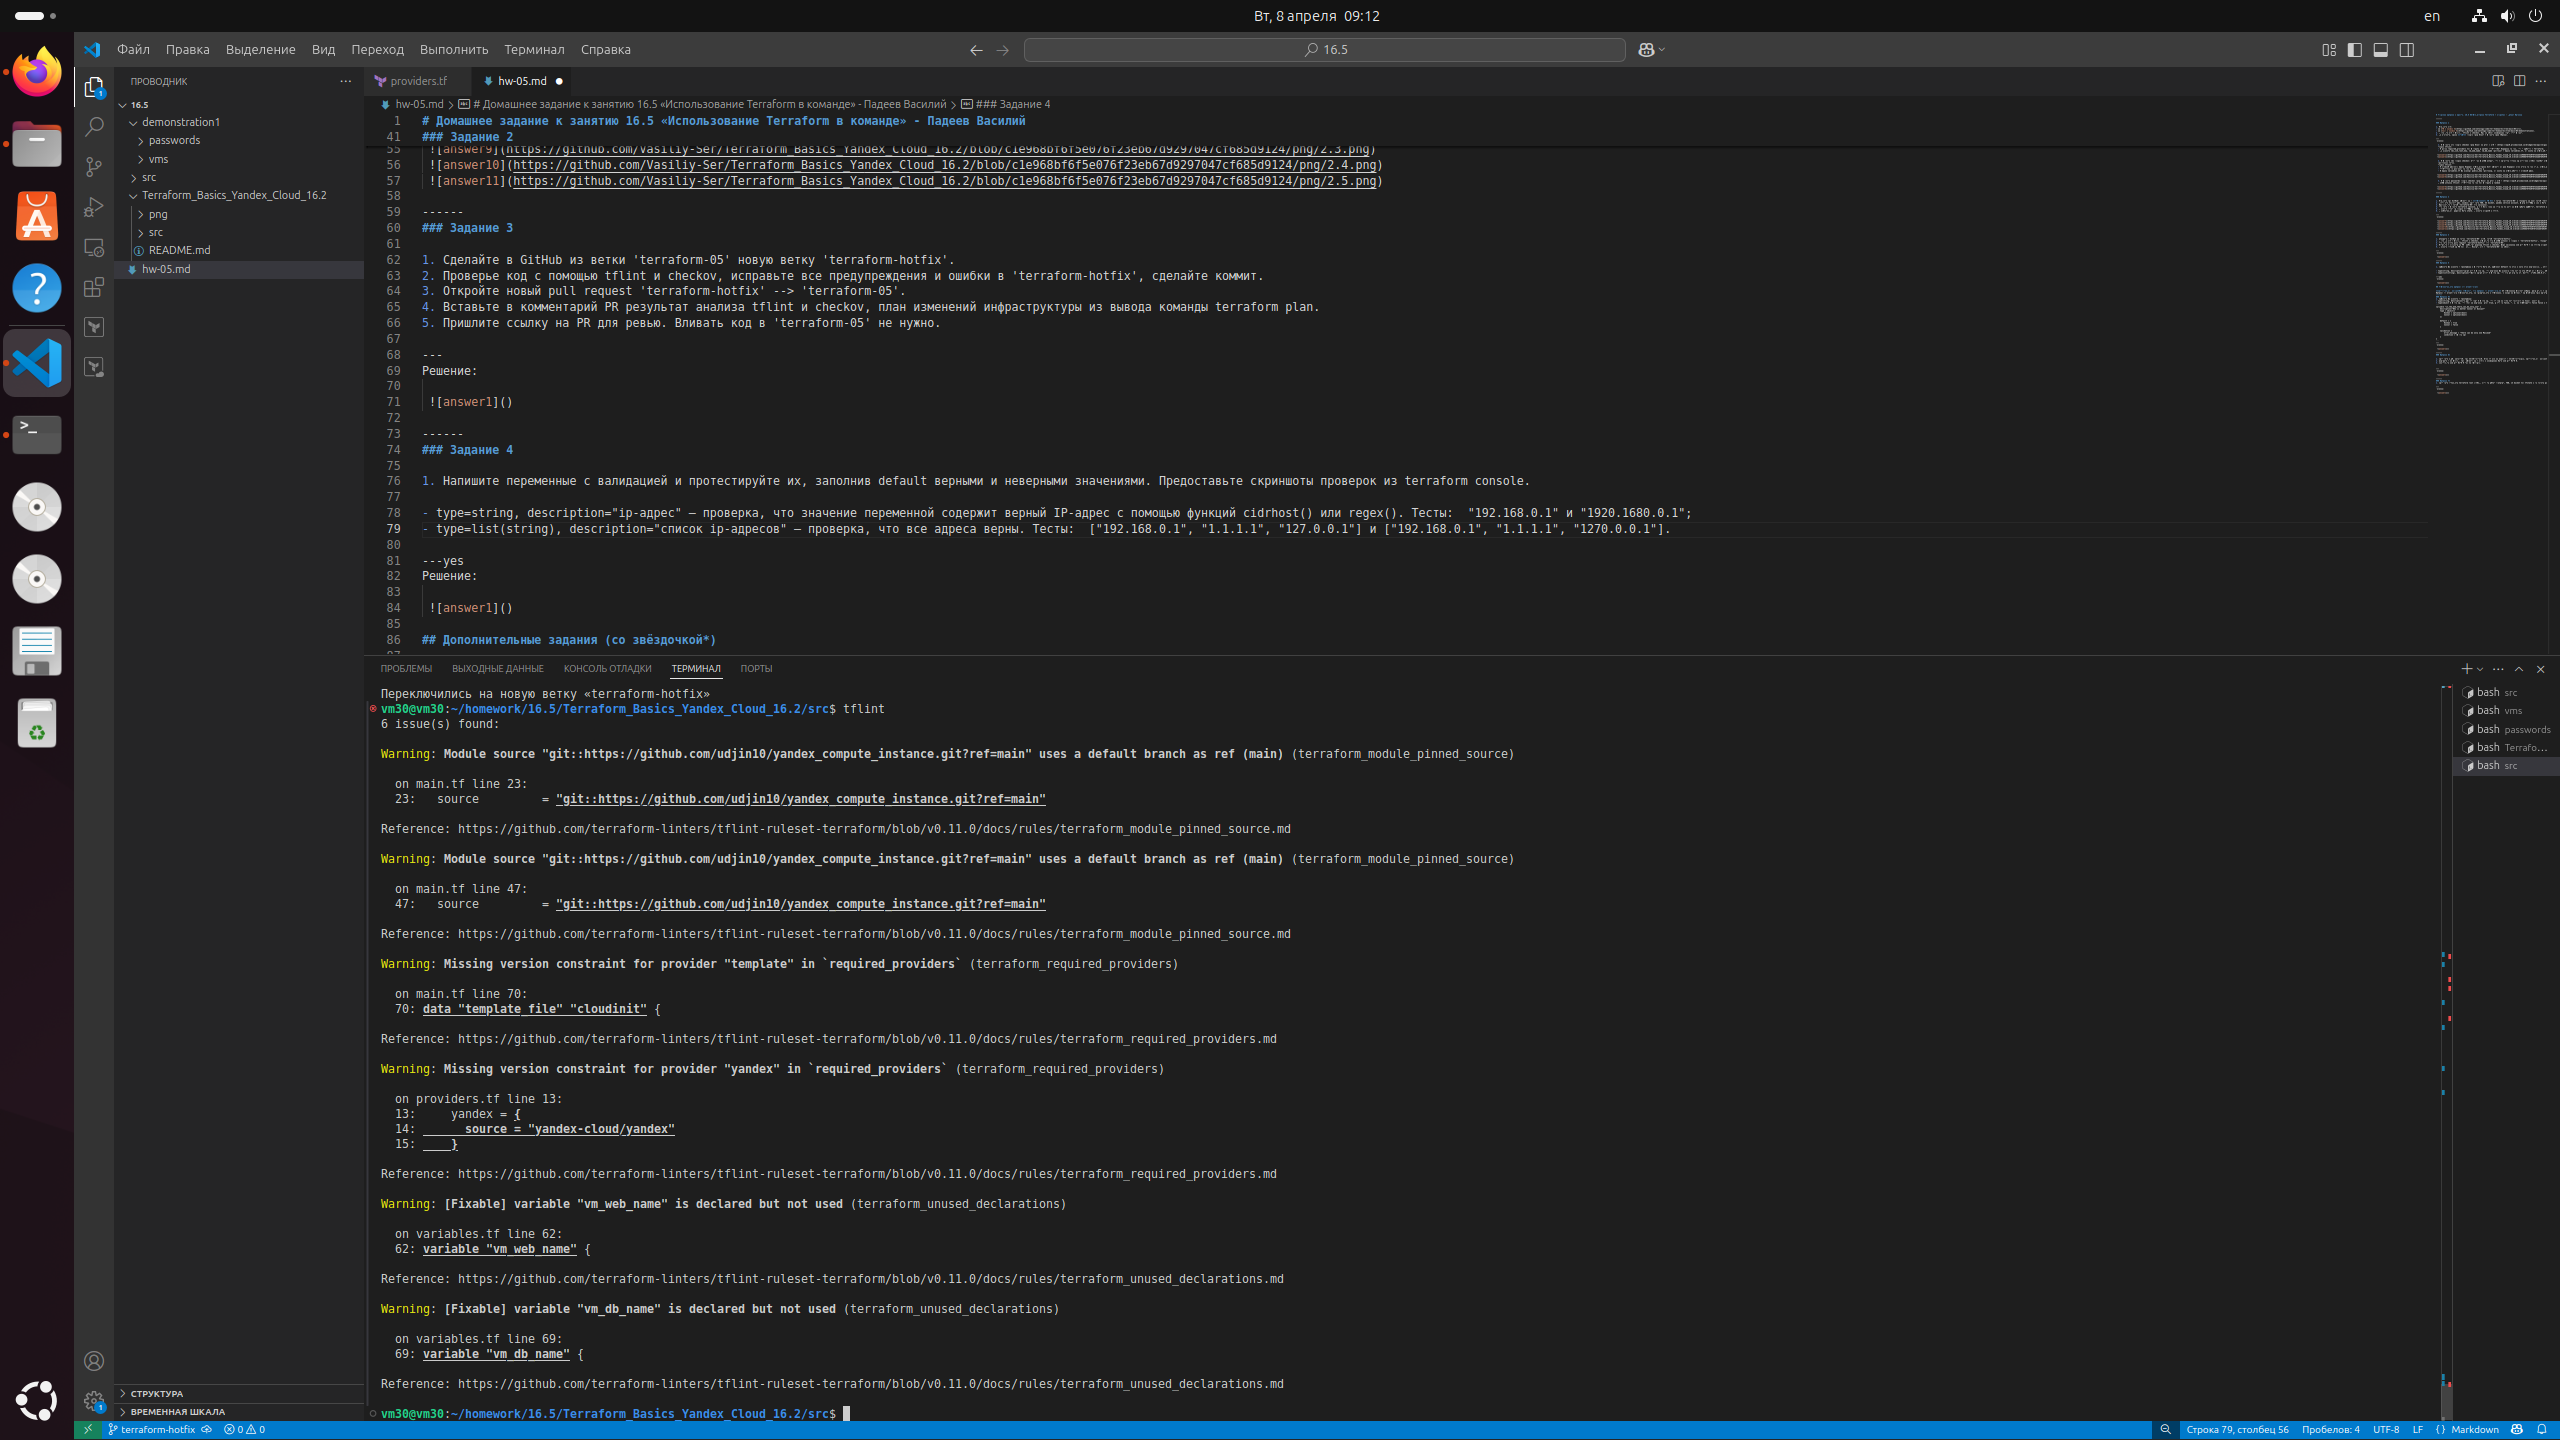 Вт, 8 апреля 09:12
en
Файл Правка Выделение Вид Переход Выполнить Терминал Справка
16.5
ПРОВОДНИК
providers.tf
hw-05.md
16.5
demonstration1
passwords
vms
src
Terraform_Basics_Yandex_Cloud_16.2
png
src
README.md
hw-05.md
СТРУКТУРА
ВРЕМЕННАЯ ШКАЛА
hw-05.md > # Домашнее задание к занятию 16.5 «Использование Terraform в команде» - Падеев Василий > ### Задание 4
1 # Домашнее задание к занятию 16.5 «Использование Terraform в команде» - Падеев Василий
41 ### Задание 2
55 ![answer9](https://github.com/Vasiliy-Ser/Terraform_Basics_Yandex_Cloud_16.2/blob/c1e968bf6f5e076f23eb67d9297047cf685d9124/png/2.3.png)
56 ![answer10](https://github.com/Vasiliy-Ser/Terraform_Basics_Yandex_Cloud_16.2/blob/c1e968bf6f5e076f23eb67d9297047cf685d9124/png/2.4.png)
57 ![answer11](https://github.com/Vasiliy-Ser/Terraform_Basics_Yandex_Cloud_16.2/blob/c1e968bf6f5e076f23eb67d9297047cf685d9124/png/2.5.png)
58
59 ------
60 ### Задание 3
61
62 1. Сделайте в GitHub из ветки 'terraform-05' новую ветку 'terraform-hotfix'.
63 2. Проверье код с помощью tflint и checkov, исправьте все предупреждения и ошибки в 'terraform-hotfix', сделайте коммит.
64 3. Откройте новый pull request 'terraform-hotfix' --> 'terraform-05'.
65 4. Вставьте в комментарий PR результат анализа tflint и checkov, план изменений инфраструктуры из вывода команды terraform plan.
66 5. Пришлите ссылку на PR для ревью. Вливать код в 'terraform-05' не нужно.
67
68 ---
69 Решение:
70
71 ![answer1]()
72
73 ------
74 ### Задание 4
75
76 1. Напишите переменные с валидацией и протестируйте их, заполнив default верными и неверными значениями. Предоставьте скриншоты проверок из terraform console.
77
78 - type=string, description="ip-адрес" — проверка, что значение переменной содержит верный IP-адрес с помощью функций cidrhost() или regex(). Тесты:  "192.168.0.1" и "1920.1680.0.1";
79 - type=list(string), description="список ip-адресов" — проверка, что все адреса верны. Тесты:  ["192.168.0.1", "1.1.1.1", "127.0.0.1"] и ["192.168.0.1", "1.1.1.1", "1270.0.0.1"].
80
81 ---yes
82 Решение:
83
84 ![answer1]()
85
86 ## Дополнительные задания (со звёздочкой*)
87
ПРОБЛЕМЫ ВЫХОДНЫЕ ДАННЫЕ КОНСОЛЬ ОТЛАДКИ ТЕРМИНАЛ ПОРТЫ
Переключились на новую ветку «terraform-hotfix»
vm30@vm30:~/homework/16.5/Terraform_Basics_Yandex_Cloud_16.2/src$ tflint
6 issue(s) found:
Warning: Module source "git::https://github.com/udjin10/yandex_compute_instance.git?ref=main" uses a default branch as ref (main) (terraform_module_pinned_source)
on main.tf line 23:
23: source = "git::https://github.com/udjin10/yandex_compute_instance.git?ref=main"
Reference: https://github.com/terraform-linters/tflint-ruleset-terraform/blob/v0.11.0/docs/rules/terraform_module_pinned_source.md
Warning: Module source "git::https://github.com/udjin10/yandex_compute_instance.git?ref=main" uses a default branch as ref (main) (terraform_module_pinned_source)
on main.tf line 47:
47: source = "git::https://github.com/udjin10/yandex_compute_instance.git?ref=main"
Reference: https://github.com/terraform-linters/tflint-ruleset-terraform/blob/v0.11.0/docs/rules/terraform_module_pinned_source.md
Warning: Missing version constraint for provider "template" in `required_providers` (terraform_required_providers)
on main.tf line 70:
70: data "template_file" "cloudinit" {
Reference: https://github.com/terraform-linters/tflint-ruleset-terraform/blob/v0.11.0/docs/rules/terraform_required_providers.md
Warning: Missing version constraint for provider "yandex" in `required_providers` (terraform_required_providers)
on providers.tf line 13:
13: yandex = {
14: source = "yandex-cloud/yandex"
15: }
Reference: https://github.com/terraform-linters/tflint-ruleset-terraform/blob/v0.11.0/docs/rules/terraform_required_providers.md
Warning: [Fixable] variable "vm_web_name" is declared but not used (terraform_unused_declarations)
on variables.tf line 62:
62: variable "vm_web_name" {
Reference: https://github.com/terraform-linters/tflint-ruleset-terraform/blob/v0.11.0/docs/rules/terraform_unused_declarations.md
Warning: [Fixable] variable "vm_db_name" is declared but not used (terraform_unused_declarations)
on variables.tf line 69:
69: variable "vm_db_name" {
Reference: https://github.com/terraform-linters/tflint-ruleset-terraform/blob/v0.11.0/docs/rules/terraform_unused_declarations.md
vm30@vm30:~/homework/16.5/Terraform_Basics_Yandex_Cloud_16.2/src$
bash src
bash vms
bash passwords
bash Terrafo...
bash src
terraform-hotfix 0 0
Строка 79, столбец 56 Пробелов: 4 UTF-8 LF {} Markdown